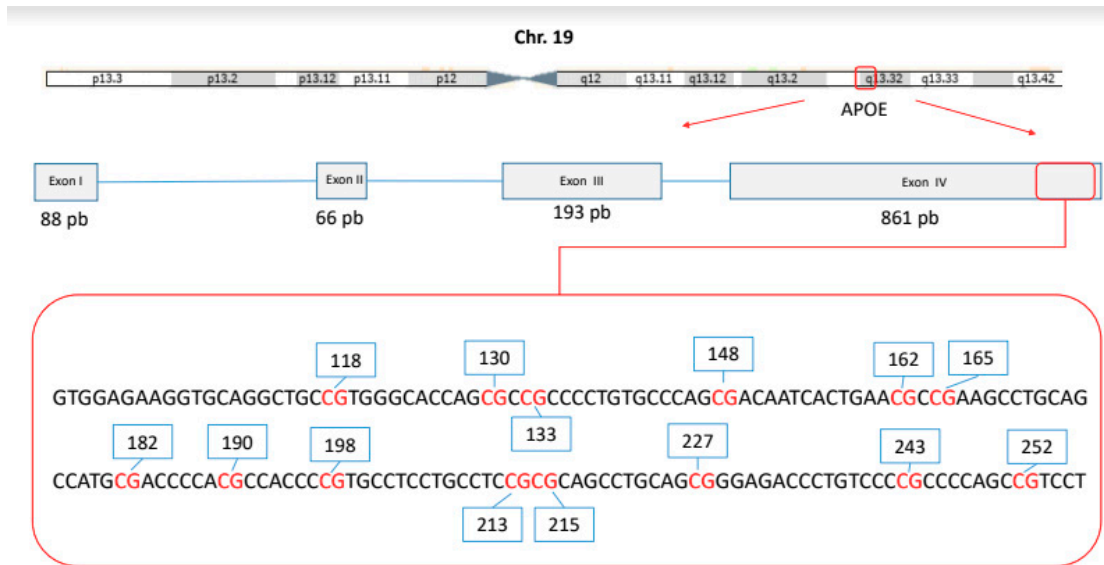 Chr. 19
p13.3 p13.2 p13.12 p13.11 p12 q12 q13.11 q13.12 q13.2 q13.32 q13.33 q13.42
APOE
Exon I Exon II Exon III Exon IV
88 pb 66 pb 193 pb 861 pb
118 130 148 162 165
GTGGAGAAGGTGCAGGCTGCCGTGGGCACCAGCGCCGCCCCTGTGCCCAGCGACAATCACTGAACGCCGAAGCCTGCAG
133
182 190 198 227 243 252
CCATGCGACCCCACGCCACCCCGTGCCTCCTGCCTCCGCGCAGCCTGCAGCGGGAGACCCTGTCCCCGCCCCAGCCGTCCT
213 215